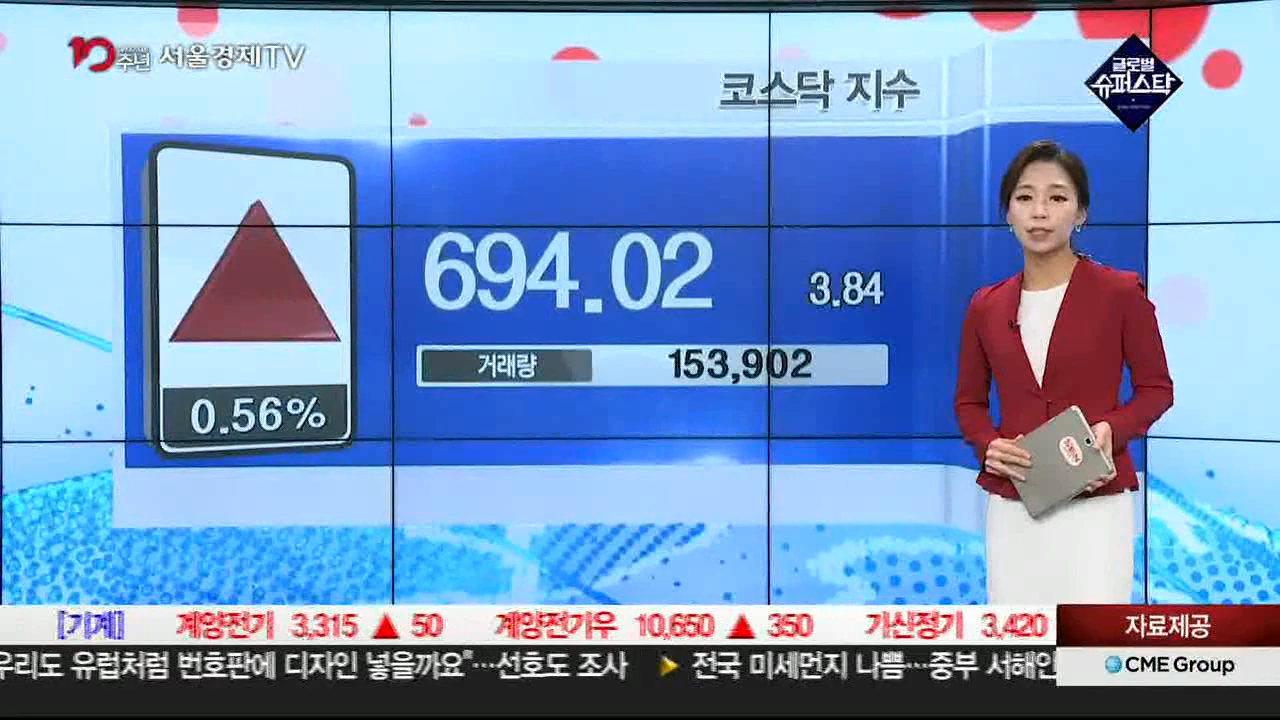 10주년 서울경제TV
글로벌
슈퍼스탁
코스닥 지수
694.02 3.84
거래량 153,902
0.56%
SEN
[기계] 계양전기 3,315 ▲ 50 계양전기우 10,650 ▲ 350 가신정기 3,420
자료제공
우리도 유럽처럼 번호판에 디자인 넣을까요"…선호도 조사 ▶ 전국 미세먼지 나쁨…중부 서해안
CME Group